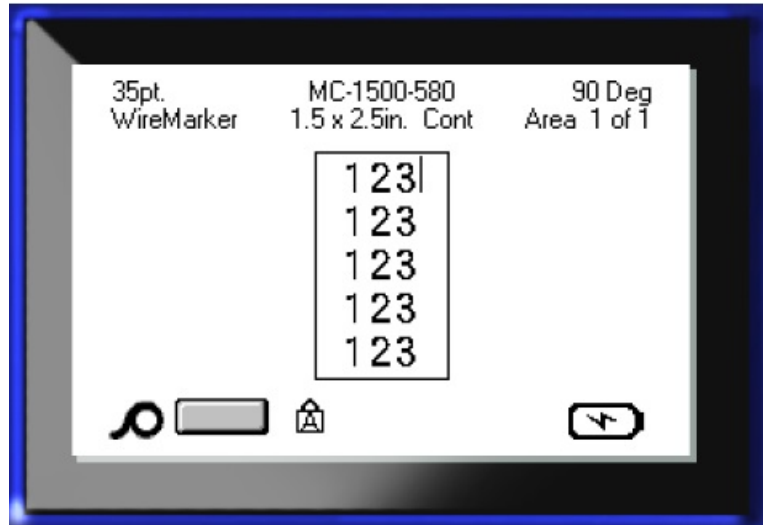 35pt.
MC-1500-580
90 Deg
WireMarker
1.5 x 2.5in. Cont
Area 1 of 1
123
123
123
123
123
A